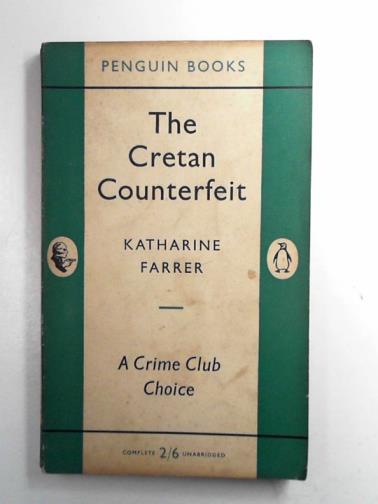 PENGUIN BOOKS
The
Cretan
Counterfeit
KATHARINE
FARRER
A Crime Club
Choice
COMPLETE 2/6 UNABRIDGED